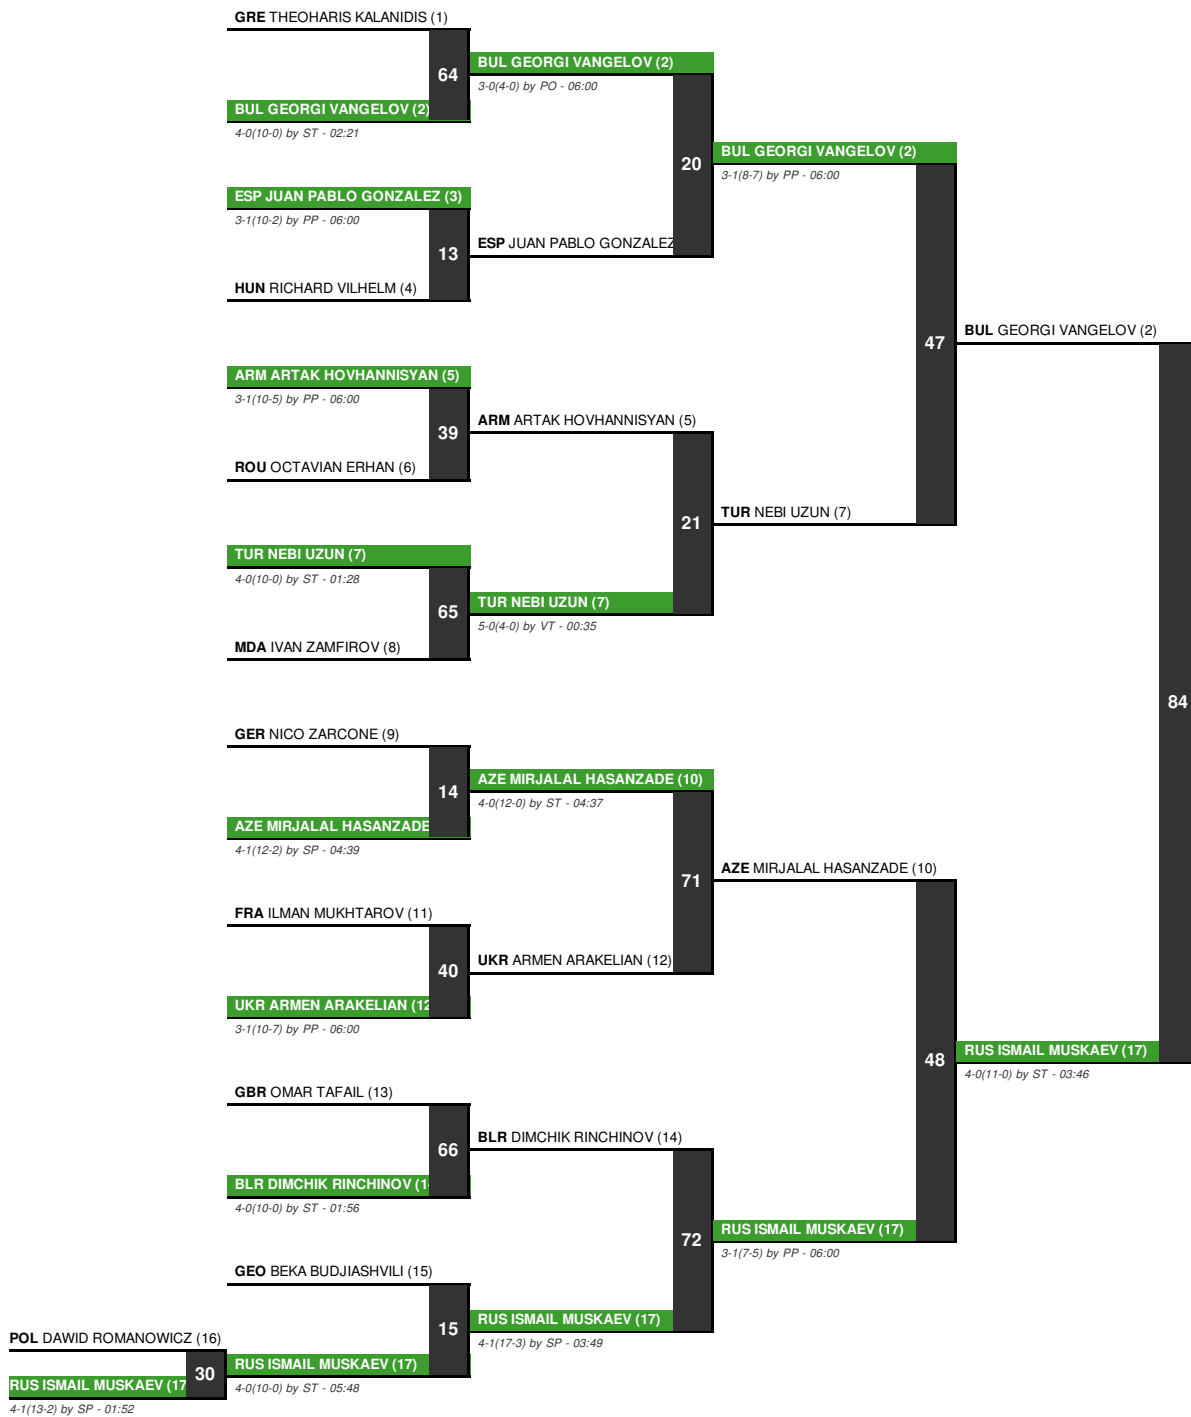 GRE THEOHARIS KALANIDIS (1)
64
BUL GEORGI VANGELOV (2)
3-0(4-0) by PO - 06:00
BUL GEORGI VANGELOV (2)
4-0(10-0) by ST - 02:21
20
BUL GEORGI VANGELOV (2)
3-1(8-7) by PP - 06:00
ESP JUAN PABLO GONZALEZ (3)
3-1(10-2) by PP - 06:00
13
ESP JUAN PABLO GONZALEZ
HUN RICHARD VILHELM (4)
47
BUL GEORGI VANGELOV (2)
ARM ARTAK HOVHANNISYAN (5)
3-1(10-5) by PP - 06:00
39
ARM ARTAK HOVHANNISYAN (5)
ROU OCTAVIAN ERHAN (6)
21
TUR NEBI UZUN (7)
TUR NEBI UZUN (7)
4-0(10-0) by ST - 01:28
65
TUR NEBI UZUN (7)
5-0(4-0) by VT - 00:35
MDA IVAN ZAMFIROV (8)
84
GER NICO ZARCONE (9)
14
AZE MIRJALAL HASANZADE (10)
4-0(12-0) by ST - 04:37
AZE MIRJALAL HASANZADE
4-1(12-2) by SP - 04:39
71
AZE MIRJALAL HASANZADE (10)
FRA ILMAN MUKHTAROV (11)
40
UKR ARMEN ARAKELIAN (12)
UKR ARMEN ARAKELIAN (12
3-1(10-7) by PP - 06:00
48
RUS ISMAIL MUSKAEV (17)
4-0(11-0) by ST - 03:46
GBR OMAR TAFAIL (13)
66
BLR DIMCHIK RINCHINOV (14)
BLR DIMCHIK RINCHINOV (1
4-0(10-0) by ST - 01:56
72
RUS ISMAIL MUSKAEV (17)
3-1(7-5) by PP - 06:00
GEO BEKA BUDJIASHVILI (15)
15
RUS ISMAIL MUSKAEV (17)
4-1(17-3) by SP - 03:49
POL DAWID ROMANOWICZ (16)
30
RUS ISMAIL MUSKAEV (17)
4-0(10-0) by ST - 05:48
RUS ISMAIL MUSKAEV (17
4-1(13-2) by SP - 01:52